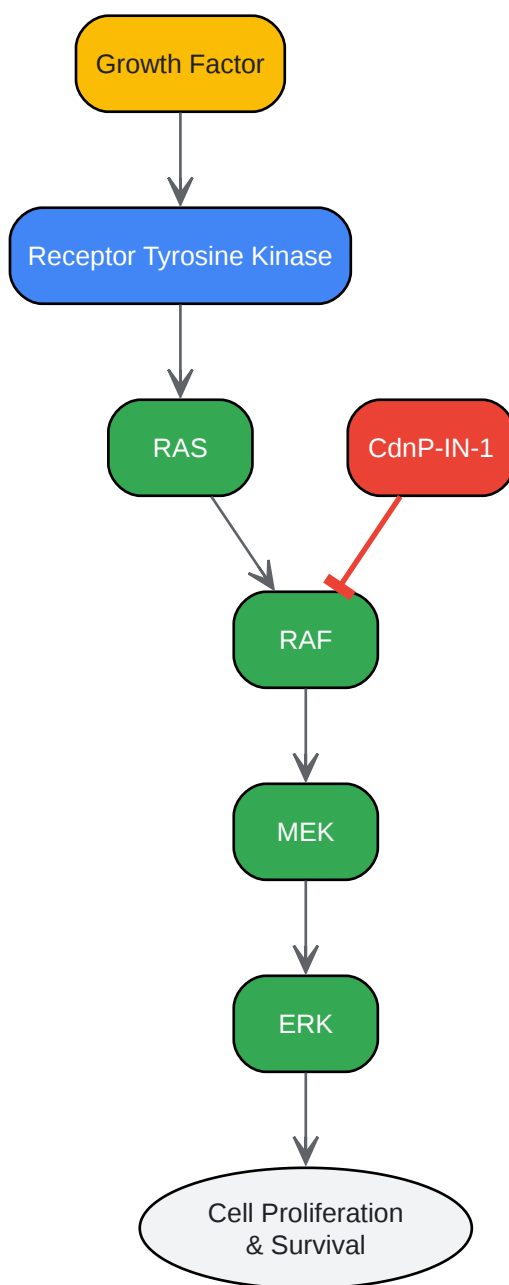 Growth Factor
Receptor Tyrosine Kinase
RAS
CdnP-IN-1
RAF
MEK
ERK
Cell Proliferation
& Survival